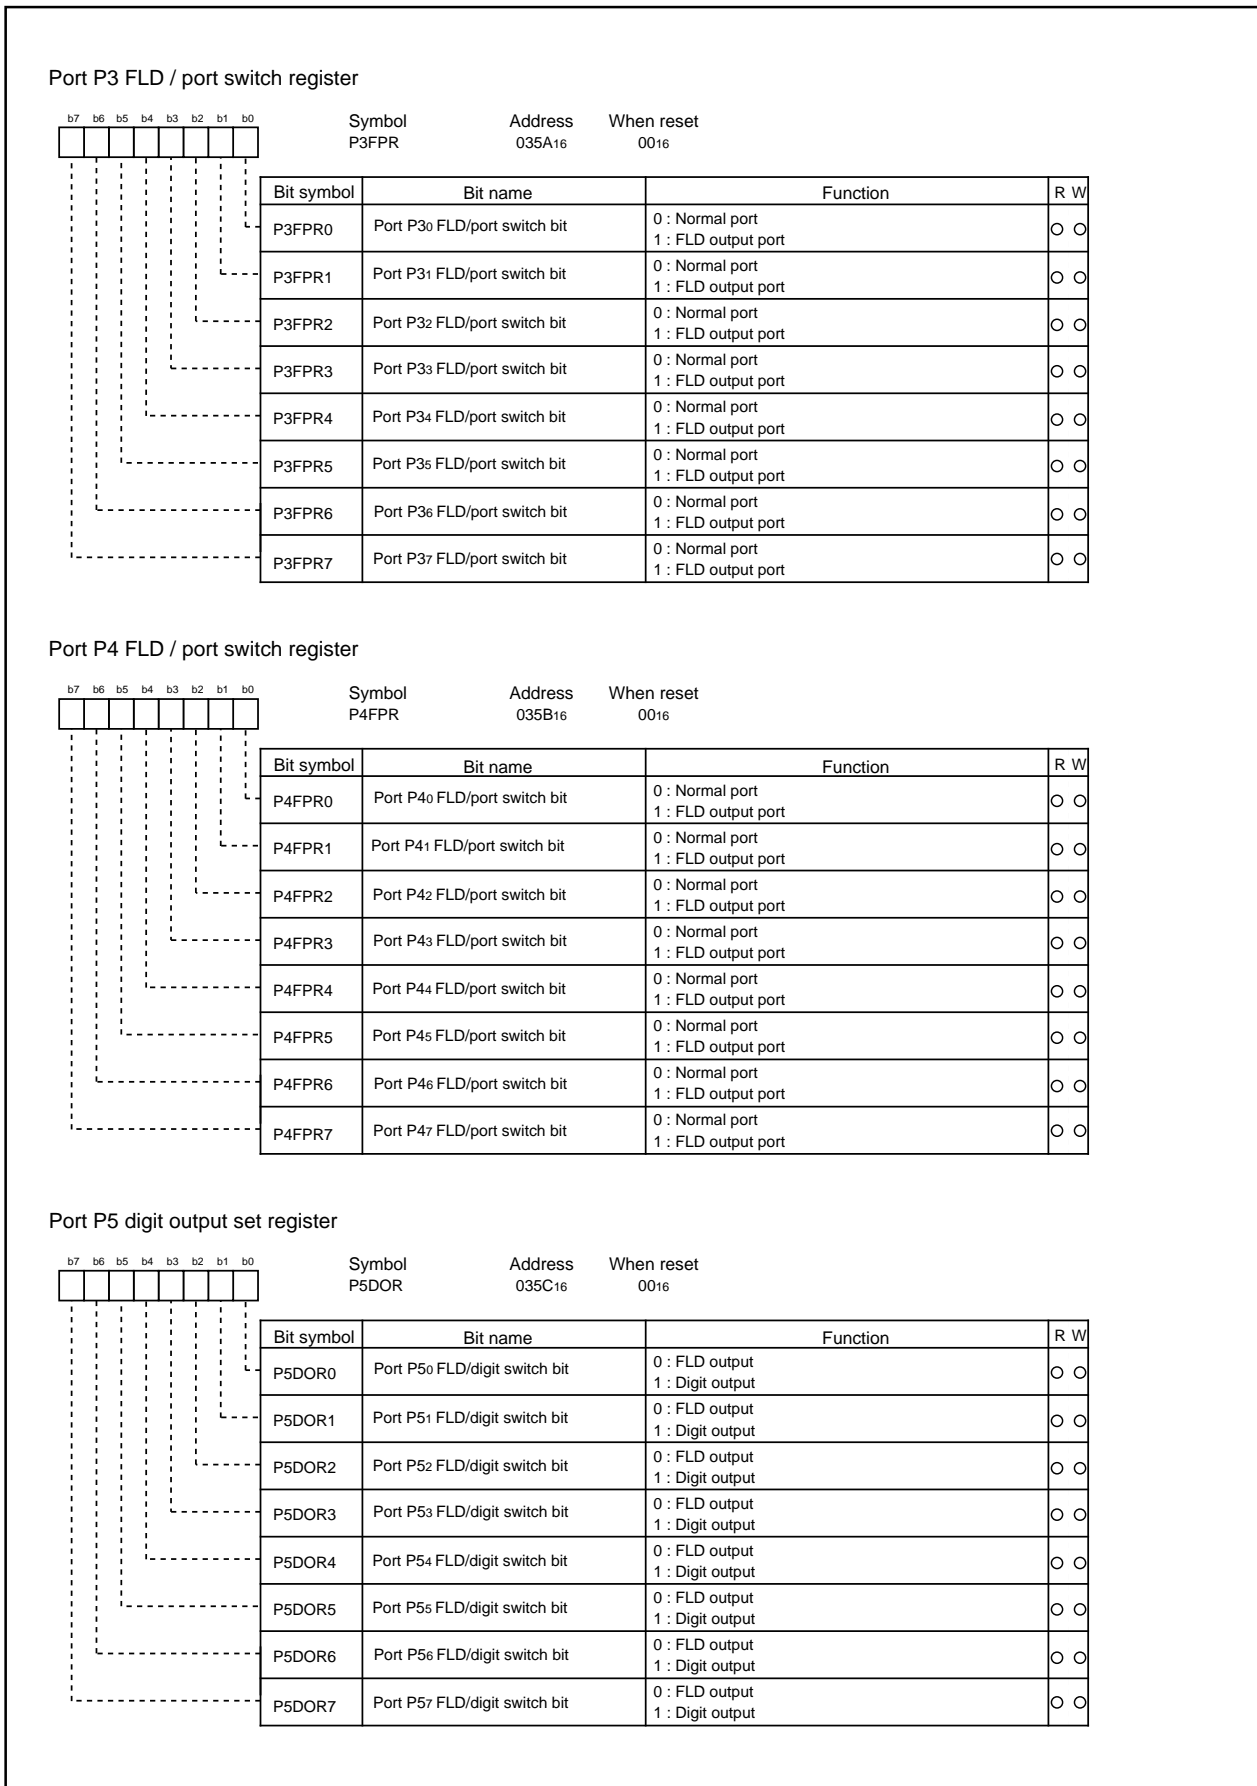 Port P3 FLD / port switch register
b7 b6 b5 b4 b3 b2 b1 b0
Symbol Address When reset
P3FPR 035A16 0016
Bit symbol Bit name Function R W
P3FPR0 Port P30 FLD/port switch bit 0 : Normal port
1 : FLD output port
P3FPR1 Port P31 FLD/port switch bit 0 : Normal port
1 : FLD output port
P3FPR2 Port P32 FLD/port switch bit 0 : Normal port
1 : FLD output port
P3FPR3 Port P33 FLD/port switch bit 0 : Normal port
1 : FLD output port
P3FPR4 Port P34 FLD/port switch bit 0 : Normal port
1 : FLD output port
P3FPR5 Port P35 FLD/port switch bit 0 : Normal port
1 : FLD output port
P3FPR6 Port P36 FLD/port switch bit 0 : Normal port
1 : FLD output port
P3FPR7 Port P37 FLD/port switch bit 0 : Normal port
1 : FLD output port
Port P4 FLD / port switch register
b7 b6 b5 b4 b3 b2 b1 b0
Symbol Address When reset
P4FPR 035B16 0016
Bit symbol Bit name Function R W
P4FPR0 Port P40 FLD/port switch bit 0 : Normal port
1 : FLD output port
P4FPR1 Port P41 FLD/port switch bit 0 : Normal port
1 : FLD output port
P4FPR2 Port P42 FLD/port switch bit 0 : Normal port
1 : FLD output port
P4FPR3 Port P43 FLD/port switch bit 0 : Normal port
1 : FLD output port
P4FPR4 Port P44 FLD/port switch bit 0 : Normal port
1 : FLD output port
P4FPR5 Port P45 FLD/port switch bit 0 : Normal port
1 : FLD output port
P4FPR6 Port P46 FLD/port switch bit 0 : Normal port
1 : FLD output port
P4FPR7 Port P47 FLD/port switch bit 0 : Normal port
1 : FLD output port
Port P5 digit output set register
b7 b6 b5 b4 b3 b2 b1 b0
Symbol Address When reset
P5DOR 035C16 0016
Bit symbol Bit name Function R W
P5DOR0 Port P50 FLD/digit switch bit 0 : FLD output
1 : Digit output
P5DOR1 Port P51 FLD/digit switch bit 0 : FLD output
1 : Digit output
P5DOR2 Port P52 FLD/digit switch bit 0 : FLD output
1 : Digit output
P5DOR3 Port P53 FLD/digit switch bit 0 : FLD output
1 : Digit output
P5DOR4 Port P54 FLD/digit switch bit 0 : FLD output
1 : Digit output
P5DOR5 Port P55 FLD/digit switch bit 0 : FLD output
1 : Digit output
P5DOR6 Port P56 FLD/digit switch bit 0 : FLD output
1 : Digit output
P5DOR7 Port P57 FLD/digit switch bit 0 : FLD output
1 : Digit output